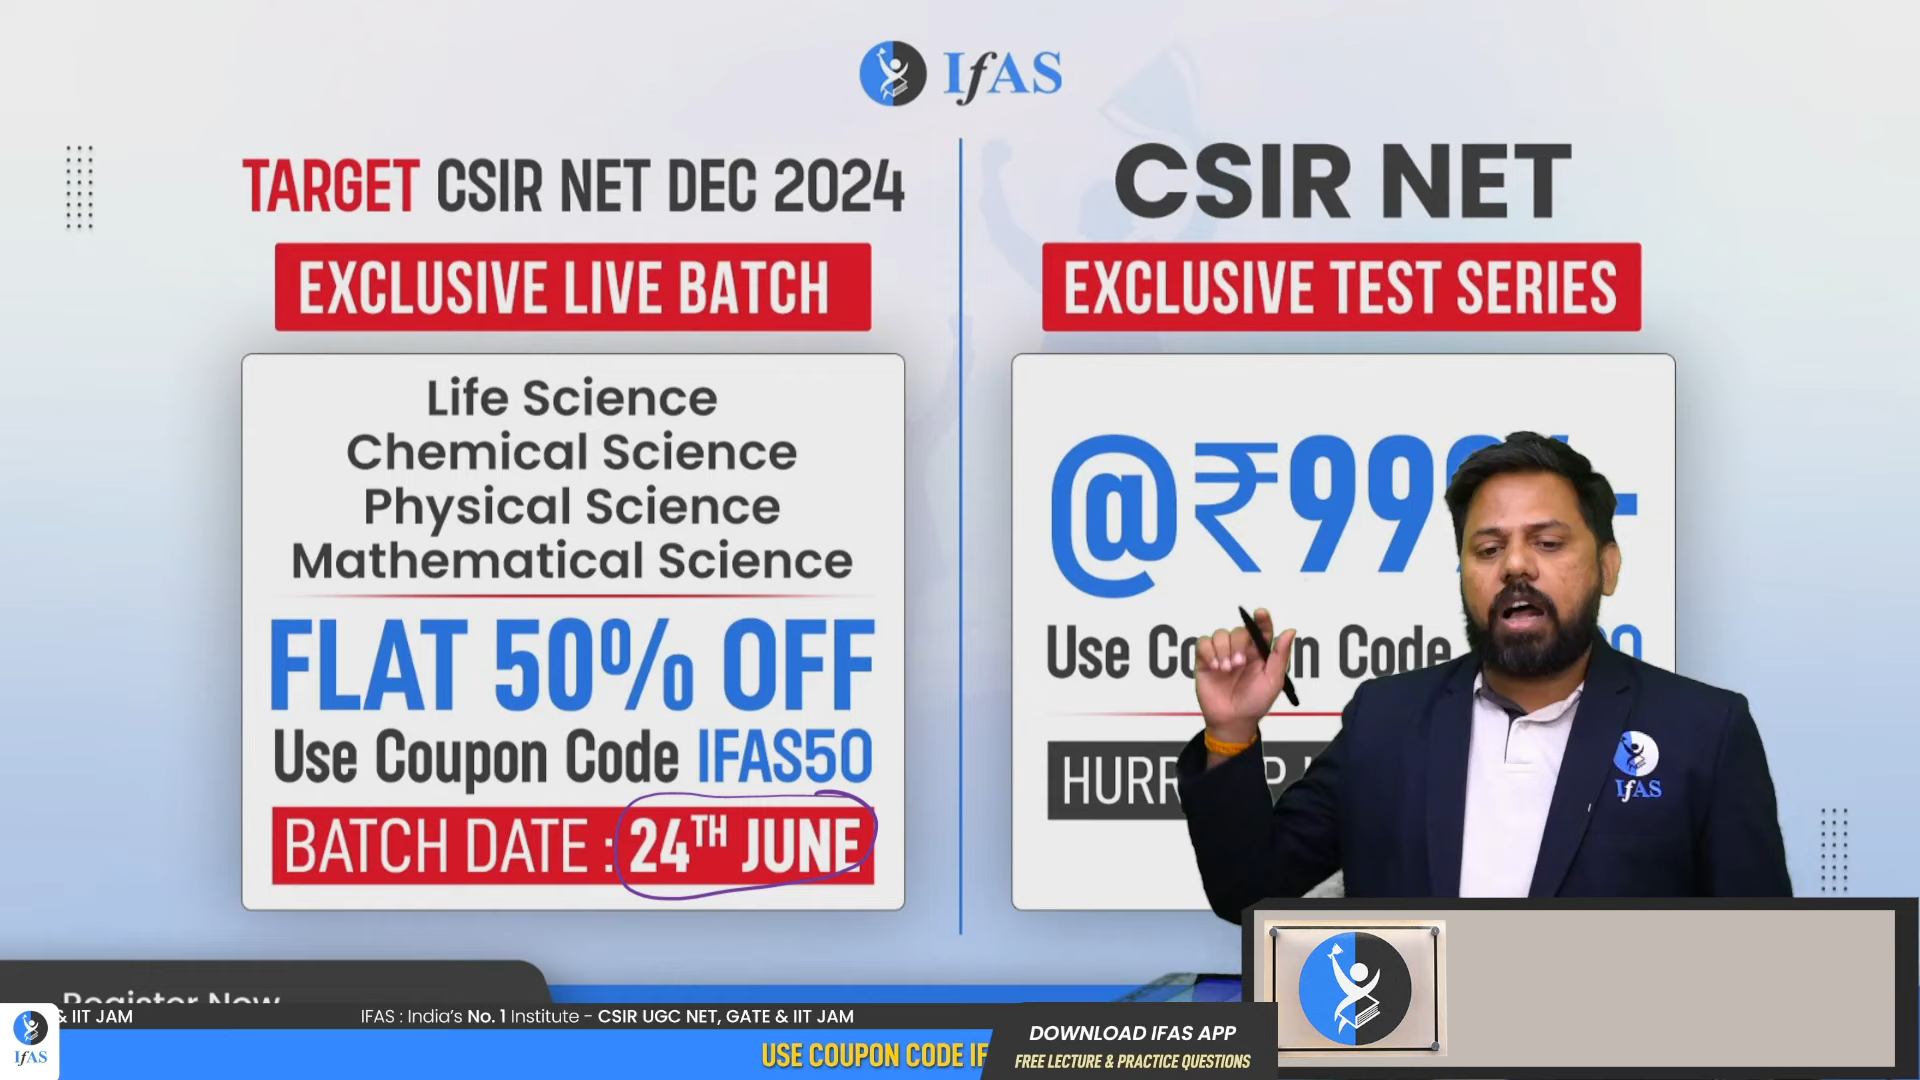 IfAS
TARGET CSIR NET DEC 2024
EXCLUSIVE LIVE BATCH
Life Science
Chemical Science
Physical Science
Mathematical Science
FLAT 50% OFF
Use Coupon Code IFAS50
BATCH DATE : 24TH JUNE
CSIR NET
EXCLUSIVE TEST SERIES
@₹99
Use Coupon Code
IfAS
Register Now
& IIT JAM
IFAS : India's No. 1 Institute - CSIR UGC NET, GATE & IIT JAM
IfAS
USE COUPON CODE IF
DOWNLOAD IFAS APP
FREE LECTURE & PRACTICE QUESTIONS